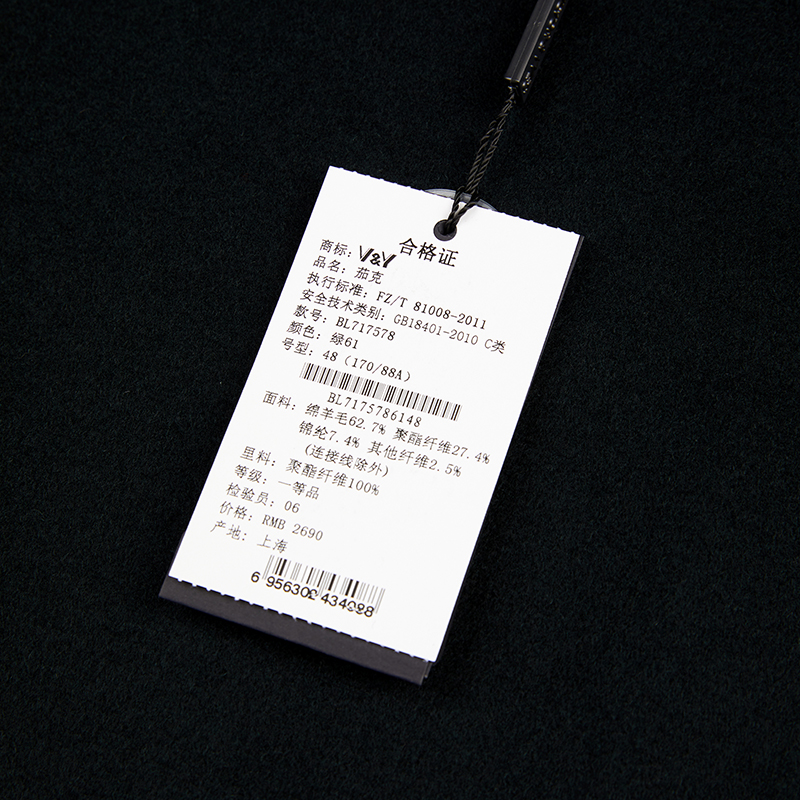 合格证
商标: V&Y
品名: 茄克
执行标准: FZ/T 81008-2011
安全技术类别: GB18401-2010 C类
款号: BL717578
颜色: 绿61
号型: 48 (170/88A)
BL7175786148
面料: 绵羊毛62.7% 聚酯纤维27.4%
锦纶7.4% 其他纤维2.5%
(连接线除外)
里料: 聚酯纤维100%
等级: 一等品
检验员: 06
价格: RMB 2690
产地: 上海
6 956302 434098